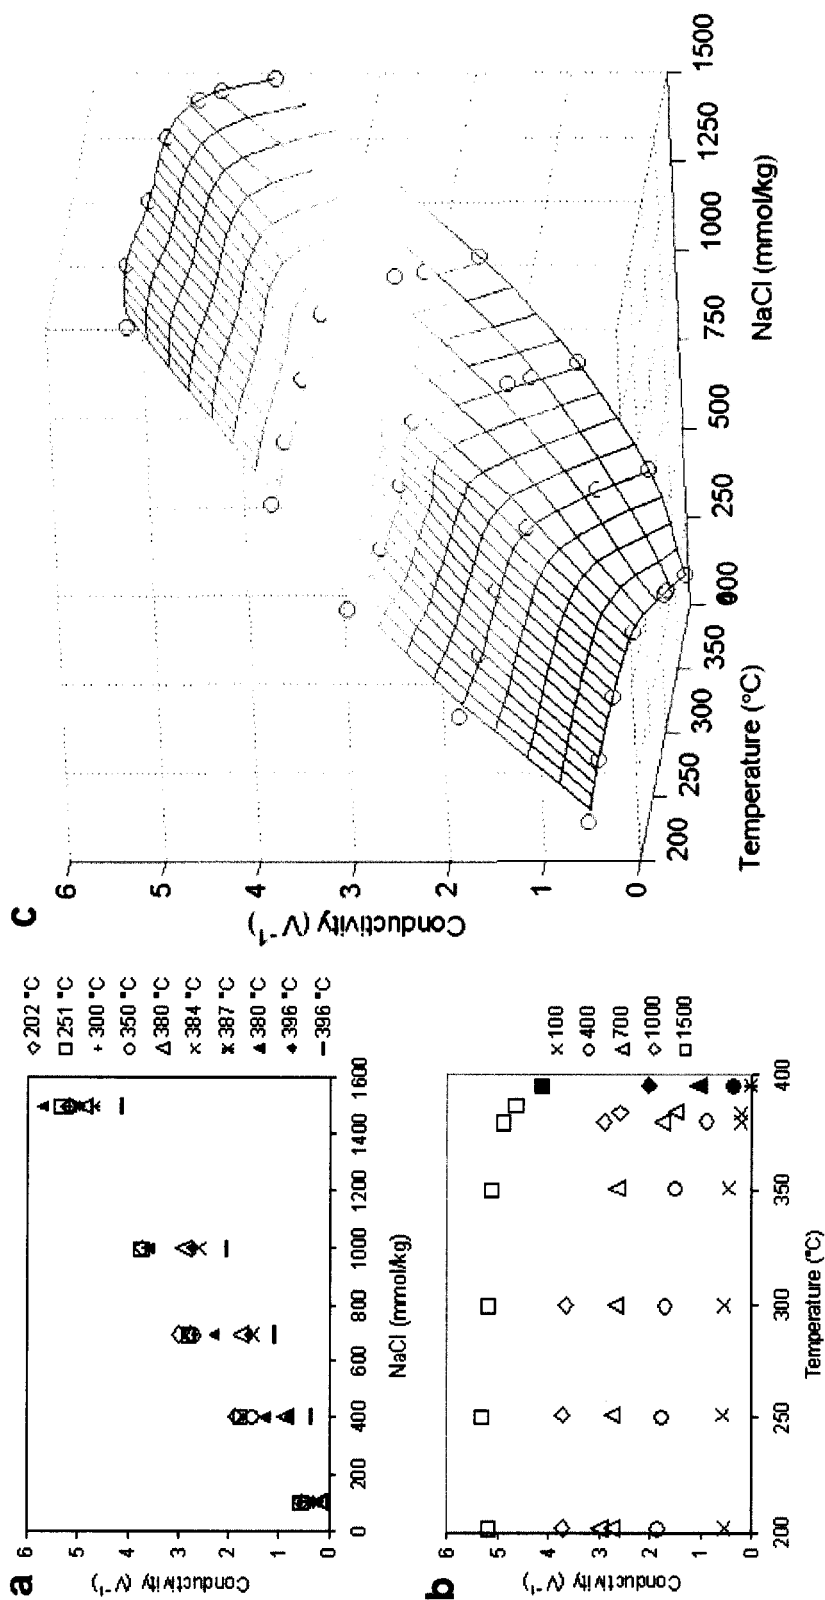 a
Conductivity (V⁻¹)
6
5
4
3
2
1
0
0
200
400
600
800
1000
1200
1400
1600
NaCl (mmol/kg)
◇202 °C
□251 °C
+ 300 °C
○350 °C
△380 °C
×384 °C
ж387 °C
▲380 °C
◆396 °C
– 396 °C
b
Conductivity (V⁻¹)
6
5
4
3
2
1
0
200
250
300
350
400
Temperature (°C)
×100
○400
△700
◇1000
□1500
c
Conductivity (V⁻¹)
6
5
4
3
2
1
0
200
250
300
350
Temperature (°C)
250
500
750
1000
1250
1500
NaCl (mmol/kg)